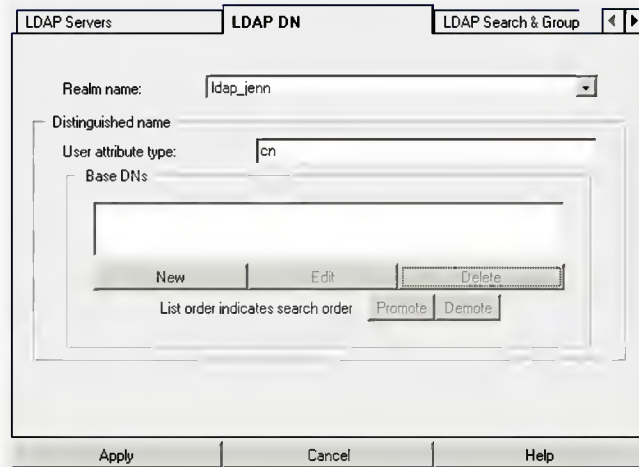 LDAP Servers LDAP DN LDAP Search & Group
Realm name: ldap_jenn
Distinguished name
User attribute type: cn
Base DNs
New Edit Delete
List order indicates search order Promote Demote
Apply Cancel Help